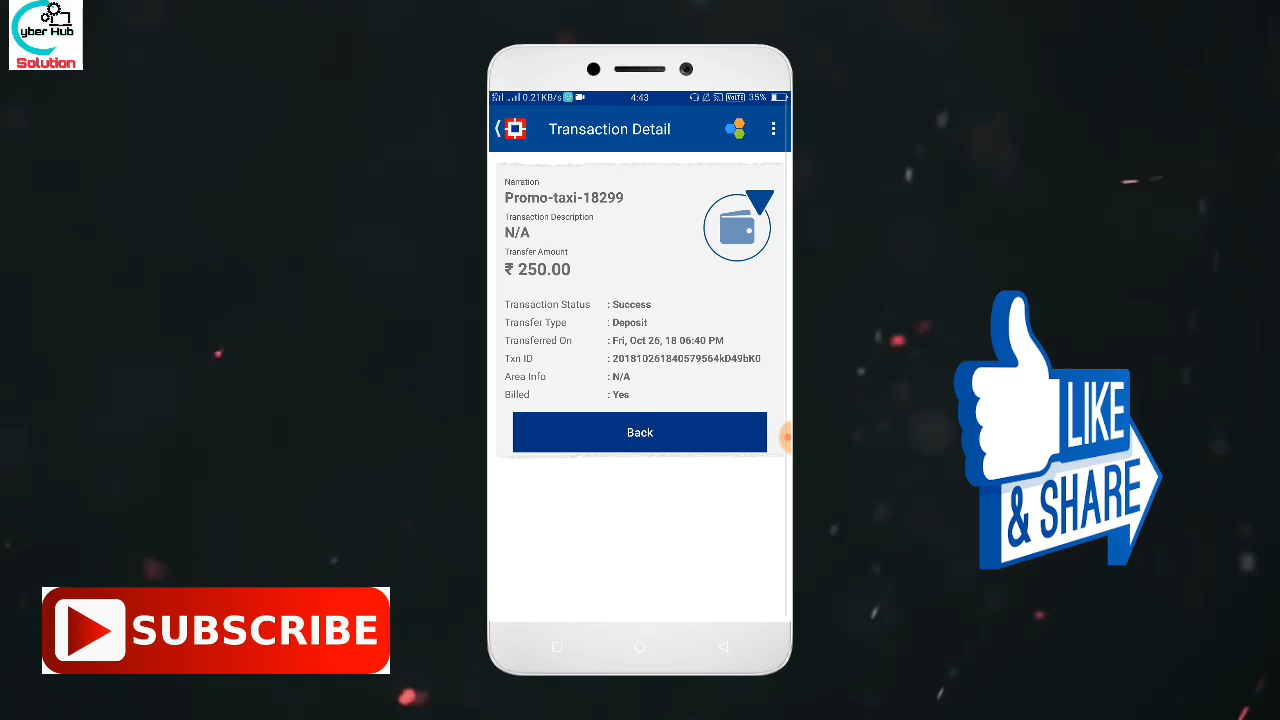 yber Hub
Solution
0.21KB/s
4:43
VoLTE
35%
Transaction Detail
Narration
Promo-taxi-18299
Transaction Description
N/A
Transfer Amount
₹ 250.00
Transaction Status : Success
Transfer Type : Deposit
Transferred On : Fri, Oct 26, 18 06:40 PM
Txn ID : 201810261840579564kD49bK0
Area Info : N/A
Billed : Yes
Back
LIKE
& SHARE
SUBSCRIBE